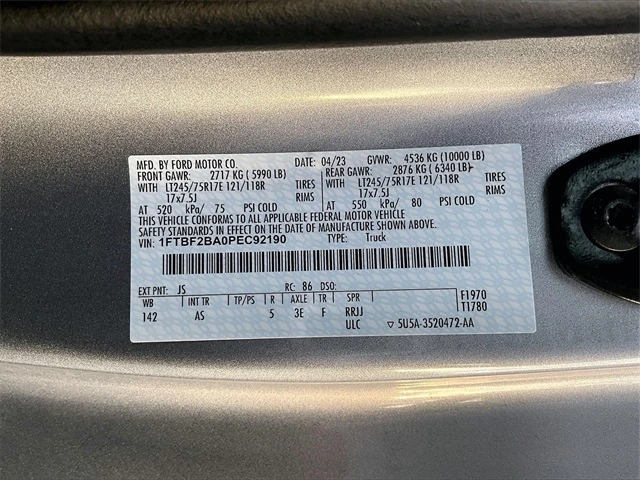 MFD. BY FORD MOTOR CO. DATE: 04/23 GVWR: 4536 KG (10000 LB)
FRONT GAWR: 2717 KG ( 5990 LB) REAR GAWR: 2876 KG ( 6340 LB)
WITH LT245/75R17E 121/118R TIRES WITH LT245/75R17E 121/118R TIRES
17x7.5J RIMS 17x7.5J RIMS
AT 520 kPa/ 75 PSI COLD AT 550 kPa/ 80 PSI COLD
THIS VEHICLE CONFORMS TO ALL APPLICABLE FEDERAL MOTOR VEHICLE
SAFETY STANDARDS IN EFFECT ON THE DATE OF MANUFACTURE SHOWN ABOVE.
VIN: 1FTBF2BA0PEC92190 TYPE: Truck
EXT PNT: JS RC: 86 DSO:
WB INT TR TP/PS R AXLE TR SPR F1970
142 AS 5 3E F RRJJ T1780
ULC ▽ 5U5A-3520472-AA